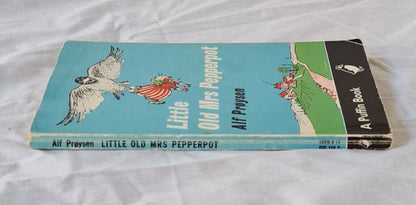 Little
Old Mrs Pepperpot
Alf Prøysen
A Puffin Book
Alf Prøysen LITTLE OLD MRS PEPPERPOT